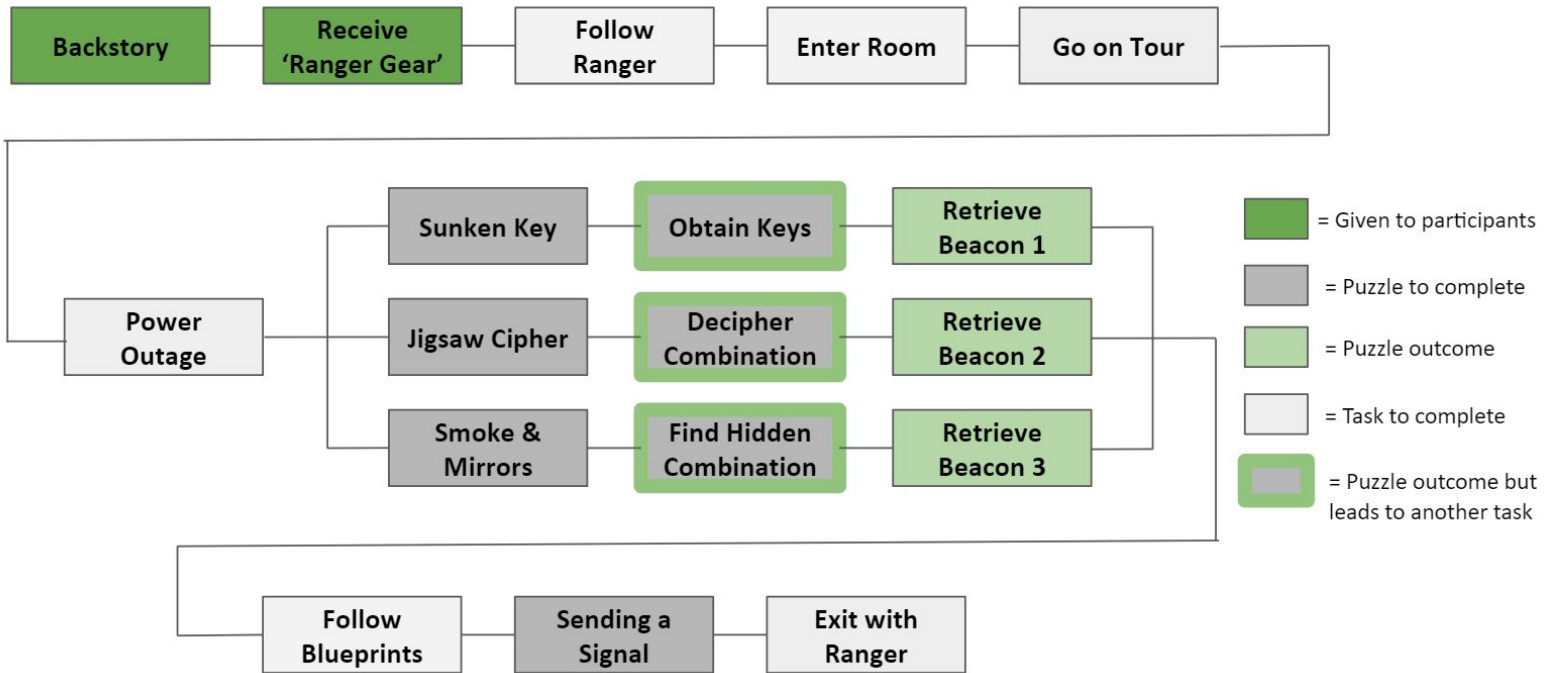 Backstory
Receive
‘Ranger Gear’
Follow
Ranger
Enter Room
Go on Tour
Power
Outage
Sunken Key
Obtain Keys
Retrieve
Beacon 1
Jigsaw Cipher
Decipher
Combination
Retrieve
Beacon 2
Smoke &
Mirrors
Find Hidden
Combination
Retrieve
Beacon 3
= Given to participants
= Puzzle to complete
= Puzzle outcome
= Task to complete
= Puzzle outcome but
leads to another task
Follow
Blueprints
Sending a
Signal
Exit with
Ranger